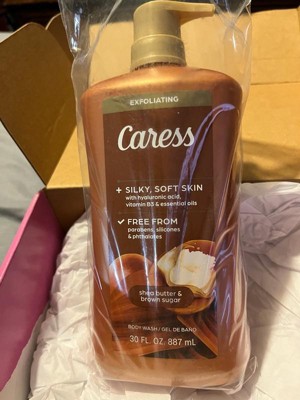 EXFOLIATING
Caress
+ SILKY, SOFT SKIN
with hyaluronic acid,
vitamin B3 & essential oils
✓ FREE FROM
parabens, silicones
& phthalates
shea butter &
brown sugar
BODY WASH / GEL DE BAÑO
30 FL. OZ. 887 mL